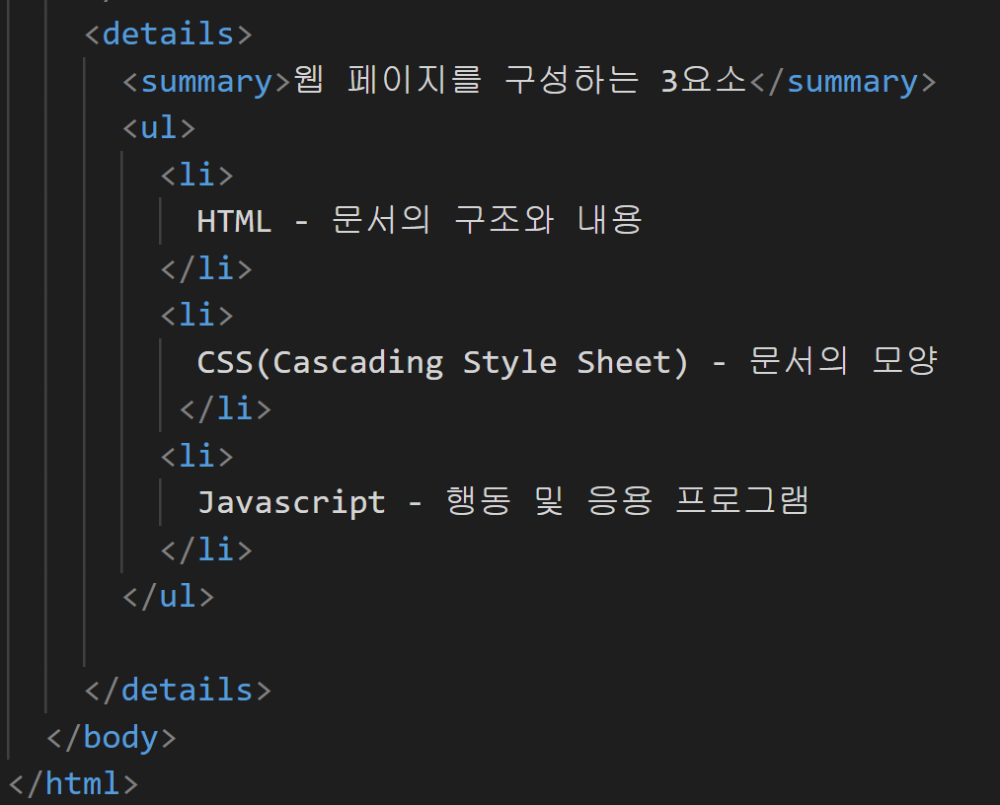 <details>
<summary>웹 페이지를 구성하는 3요소</summary>
<ul>
<li>
HTML - 문서의 구조와 내용
</li>
<li>
CSS(Cascading Style Sheet) - 문서의 모양
</li>
<li>
Javascript - 행동 및 응용 프로그램
</li>
</ul>
</details>
</body>
</html>